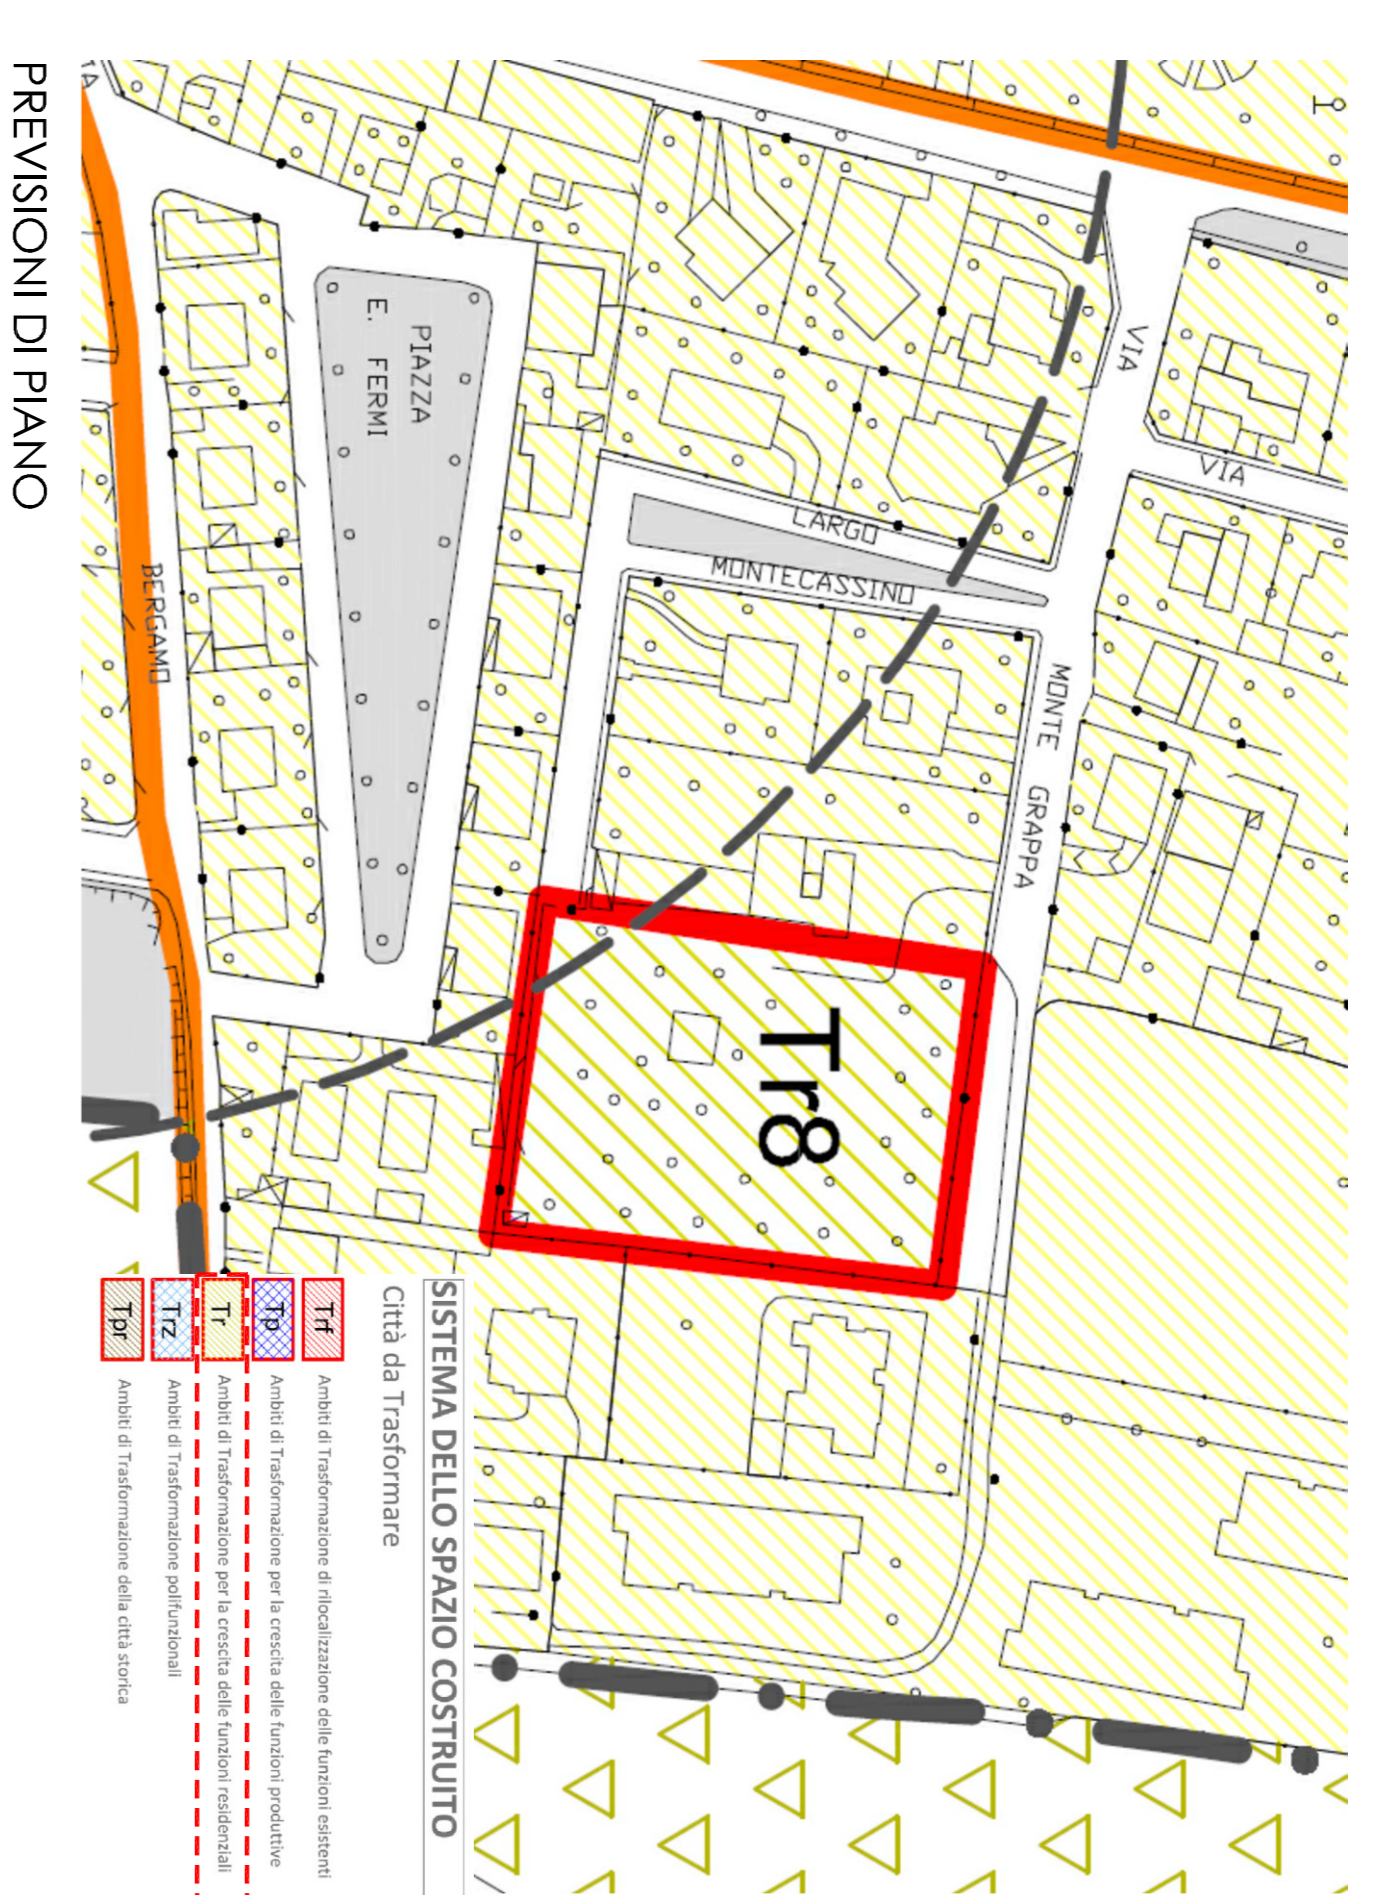 PREVISIONI DI PIANO
PIAZZA
E. FERMI
BERGAMO
LARGO
MONTECASSINO
VIA
VIA
MONTE GRAPPA
Tr8
SISTEMA DELLO SPAZIO COSTRUITO
Città da Trasformare
Trf Ambiti di Trasformazione di rilocalizzazione delle funzioni esistenti
Tp Ambiti di Trasformazione per la crescita delle funzioni produttive
Tr Ambiti di Trasformazione per la crescita delle funzioni residenziali
Trz Ambiti di Trasformazione polifunzionali
Tpr Ambiti di Trasformazione della città storica